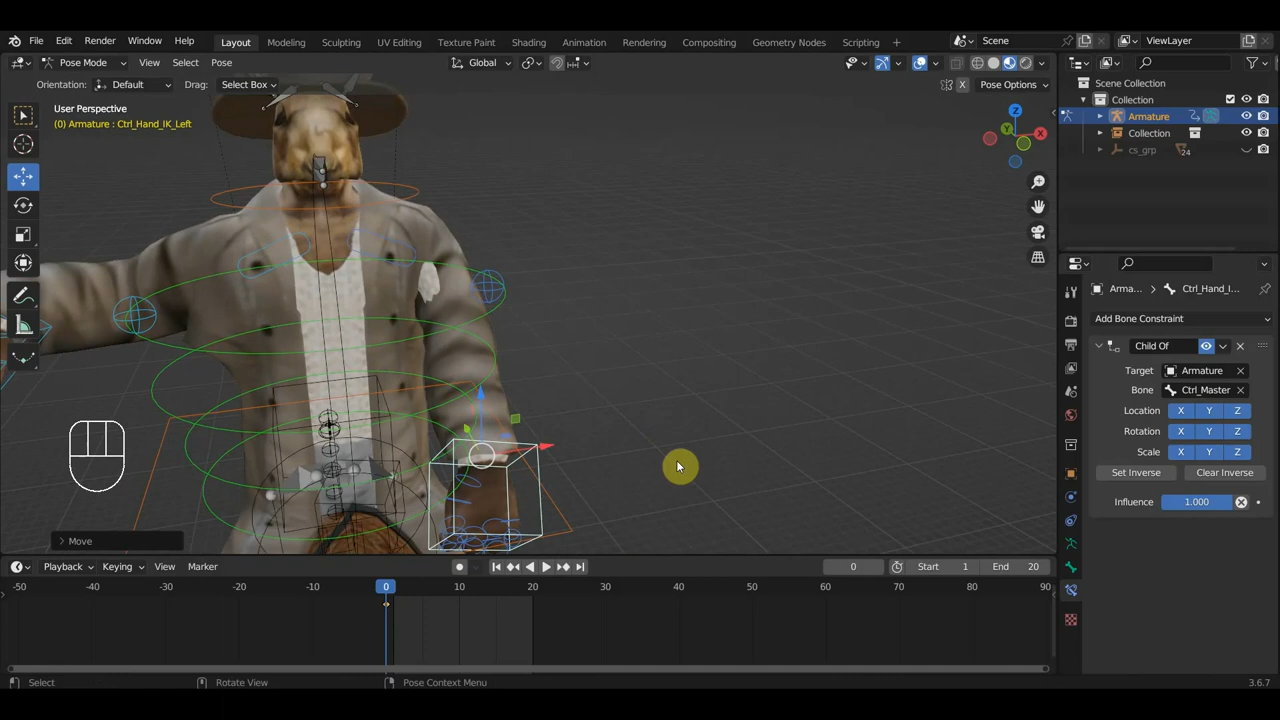 File Edit Render Window Help Layout Modeling Sculpting UV Editing Texture Paint Shading Animation Rendering Compositing Geometry Nodes Scripting + Scene ViewLayer
Pose Mode View Select Pose Global
Orientation: Default Drag: Select Box X Pose Options
User Perspective
(0) Armature : Ctrl_Hand_IK_Left
Z
Y
X
Move
Scene Collection
Collection
Armature
Collection
cs_grp 24
Arma... > Ctrl_Hand_I...
Add Bone Constraint
Child Of
Target Armature
Bone Ctrl_Master
Location X Y Z
Rotation X Y Z
Scale X Y Z
Set Inverse Clear Inverse
Influence 1.000
Playback Keying View Marker 0 Start 1 End 20
-50 -40 -30 -20 -10 0 10 20 30 40 50 60 70 80 90
Select Rotate View Pose Context Menu 3.6.7